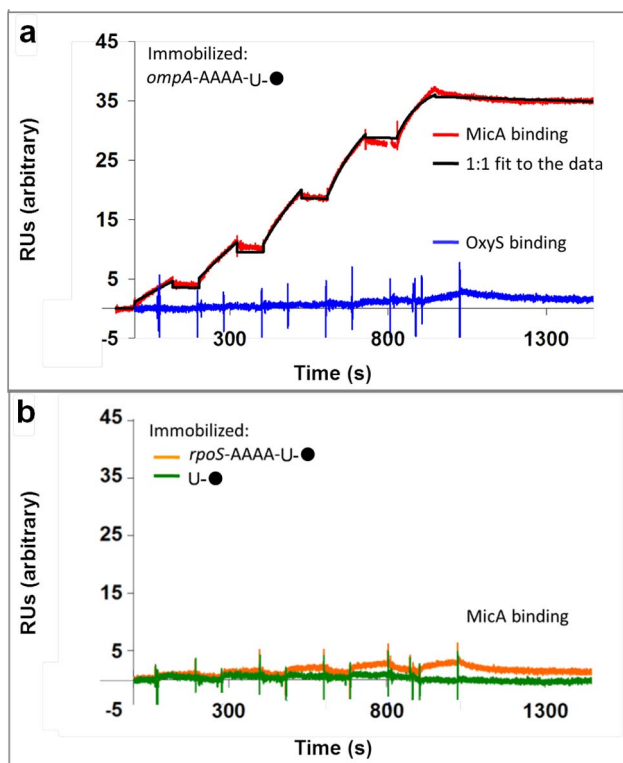 a
45
35
25
15
5
-5
RUs (arbitrary)
Immobilized:
ompA-AAAA-U-●
MicA binding
1:1 fit to the data
OxyS binding
300
800
1300
Time (s)
b
45
35
25
15
5
-5
RUs (arbitrary)
Immobilized:
rpoS-AAAA-U-●
U-●
MicA binding
300
800
1300
Time (s)